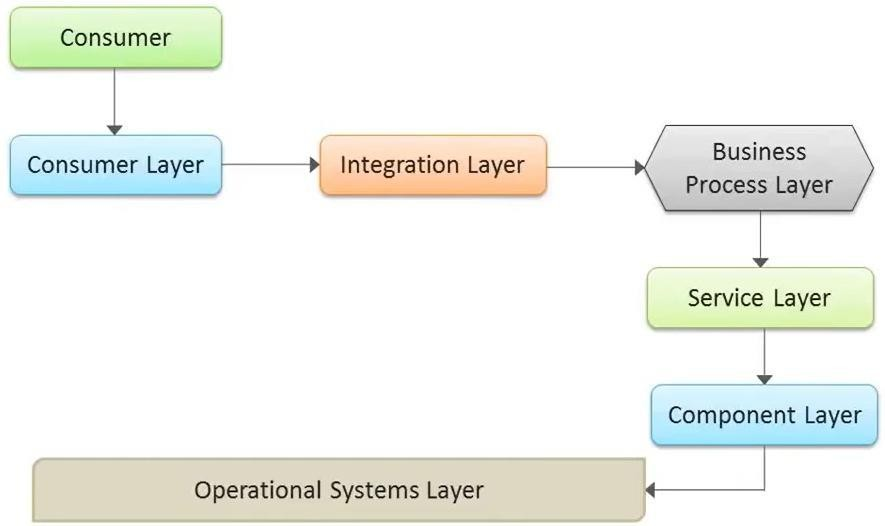 Consumer
Consumer Layer
Integration Layer
Business
Process Layer
Service Layer
Component Layer
Operational Systems Layer